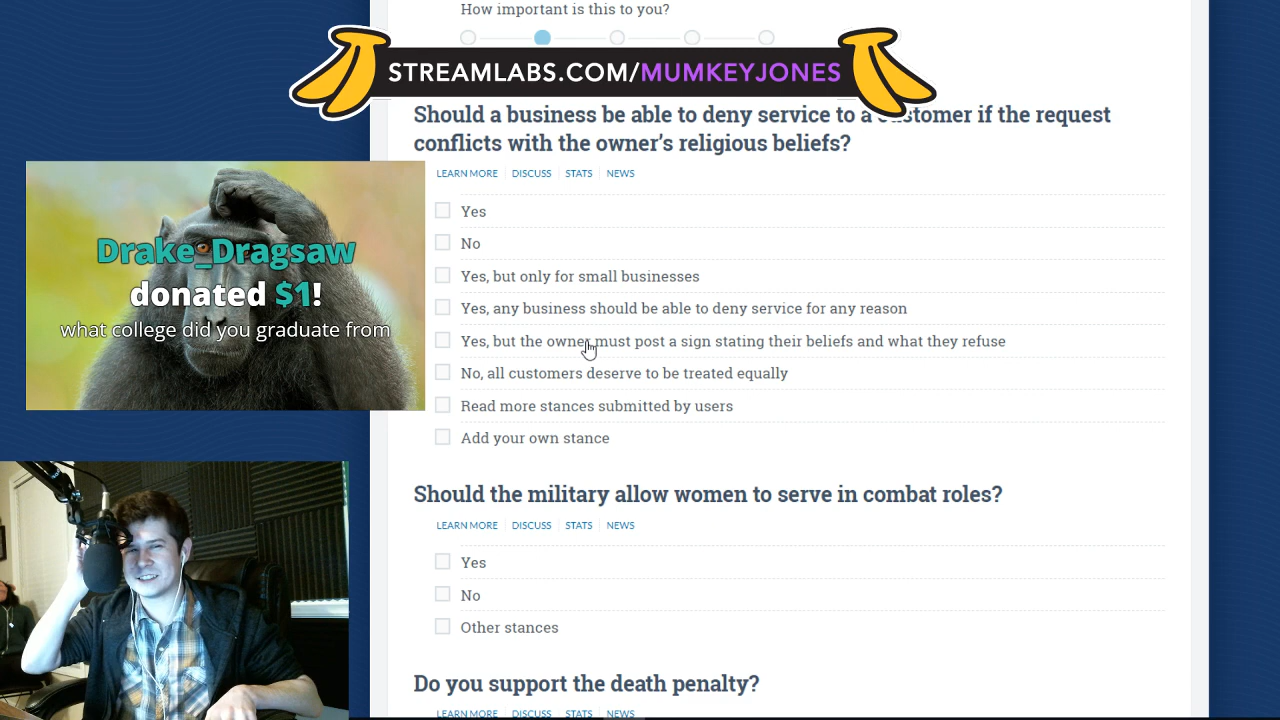 How important is this to you?
STREAMLABS.COM/MUMKEYJONES
Should a business be able to deny service to a customer if the request
conflicts with the owner's religious beliefs?
LEARN MORE DISCUSS STATS NEWS
Yes
No
Yes, but only for small businesses
Yes, any business should be able to deny service for any reason
Yes, but the owner must post a sign stating their beliefs and what they refuse
No, all customers deserve to be treated equally
Read more stances submitted by users
Add your own stance
Drake_Dragsaw
donated $1!
what college did you graduate from
Should the military allow women to serve in combat roles?
LEARN MORE DISCUSS STATS NEWS
Yes
No
Other stances
Do you support the death penalty?
LEARN MORE DISCUSS STATS NEWS